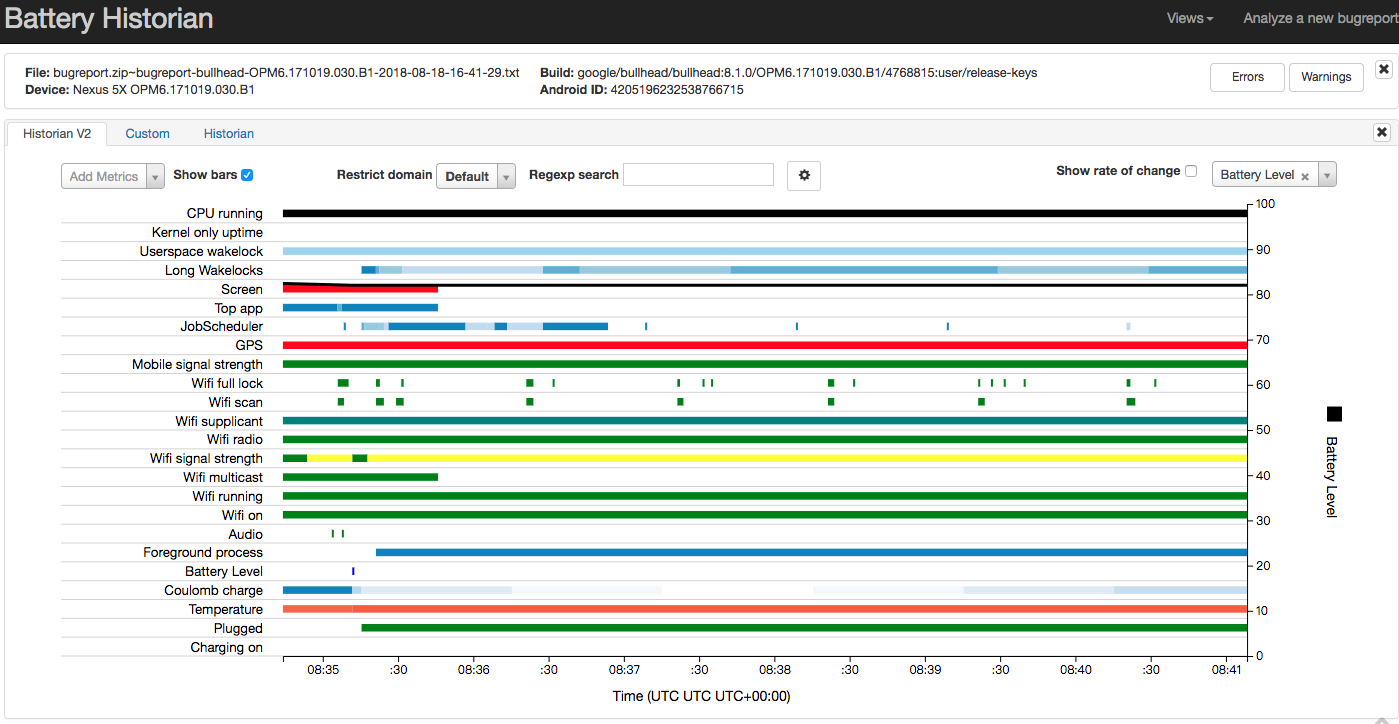 Battery Historian
Views
Analyze a new bugreport
File: bugreport.zip~bugreport-bullhead-OPM6.171019.030.B1-2018-08-18-16-41-29.txt
Build: google/bullhead/bullhead:8.1.0/OPM6.171019.030.B1/4768815:user/release-keys
Device: Nexus 5X OPM6.171019.030.B1
Android ID: 4205196232538766715
Errors
Warnings
Historian V2
Custom
Historian
Add Metrics
Show bars
Restrict domain
Default
Regexp search
Show rate of change
Battery Level
CPU running
Kernel only uptime
Userspace wakelock
Long Wakelocks
Screen
Top app
JobScheduler
GPS
Mobile signal strength
Wifi full lock
Wifi scan
Wifi supplicant
Wifi radio
Wifi signal strength
Wifi multicast
Wifi running
Wifi on
Audio
Foreground process
Battery Level
Coulomb charge
Temperature
Plugged
Charging on
100
90
80
70
60
50
40
30
20
10
0
Battery Level
08:35 :30 08:36 :30 08:37 :30 08:38 :30 08:39 :30 08:40 :30 08:41
Time (UTC UTC UTC+00:00)